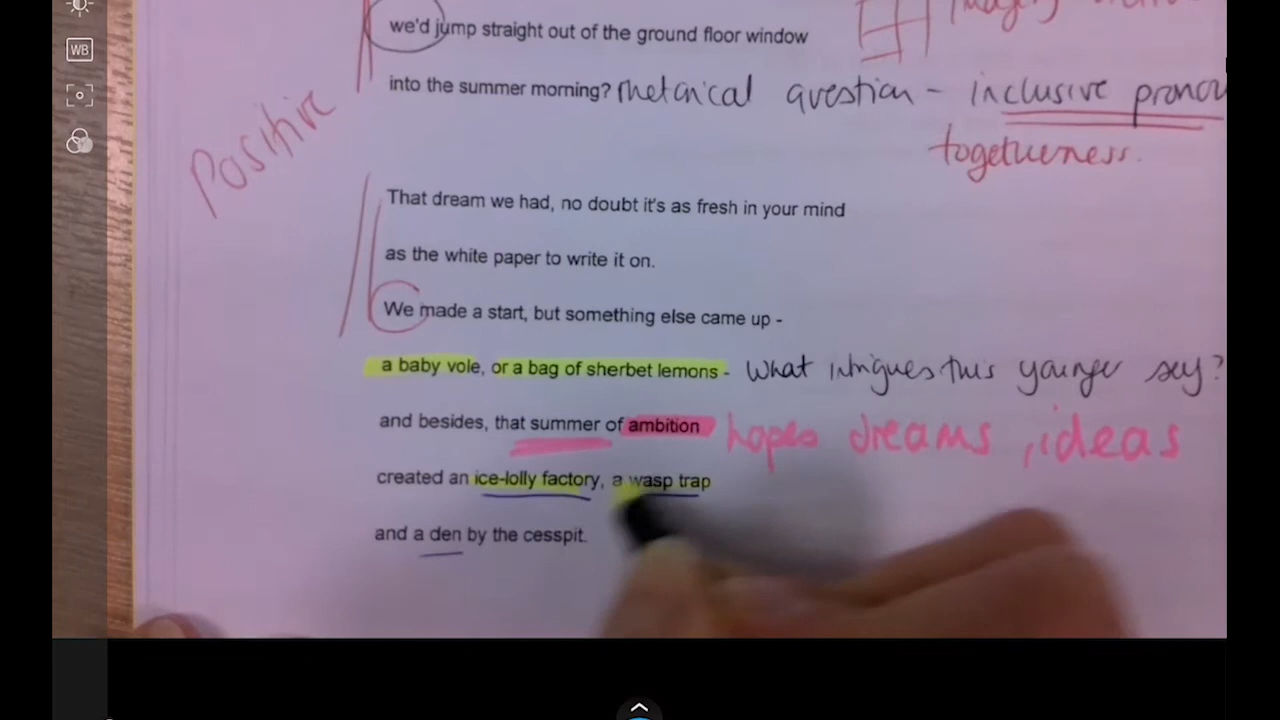 WB
Imagery
we'd jump straight out of the ground floor window
into the summer morning? rhetorical question - inclusive pronou
togetherness.
Positive
That dream we had, no doubt it's as fresh in your mind
as the white paper to write it on.
We made a start, but something else came up -
a baby vole, or a bag of sherbet lemons - What intrigues this younger
and besides, that summer of ambition hopes dreams, ideas
created an ice-lolly factory, a wasp trap
and a den by the cesspit.